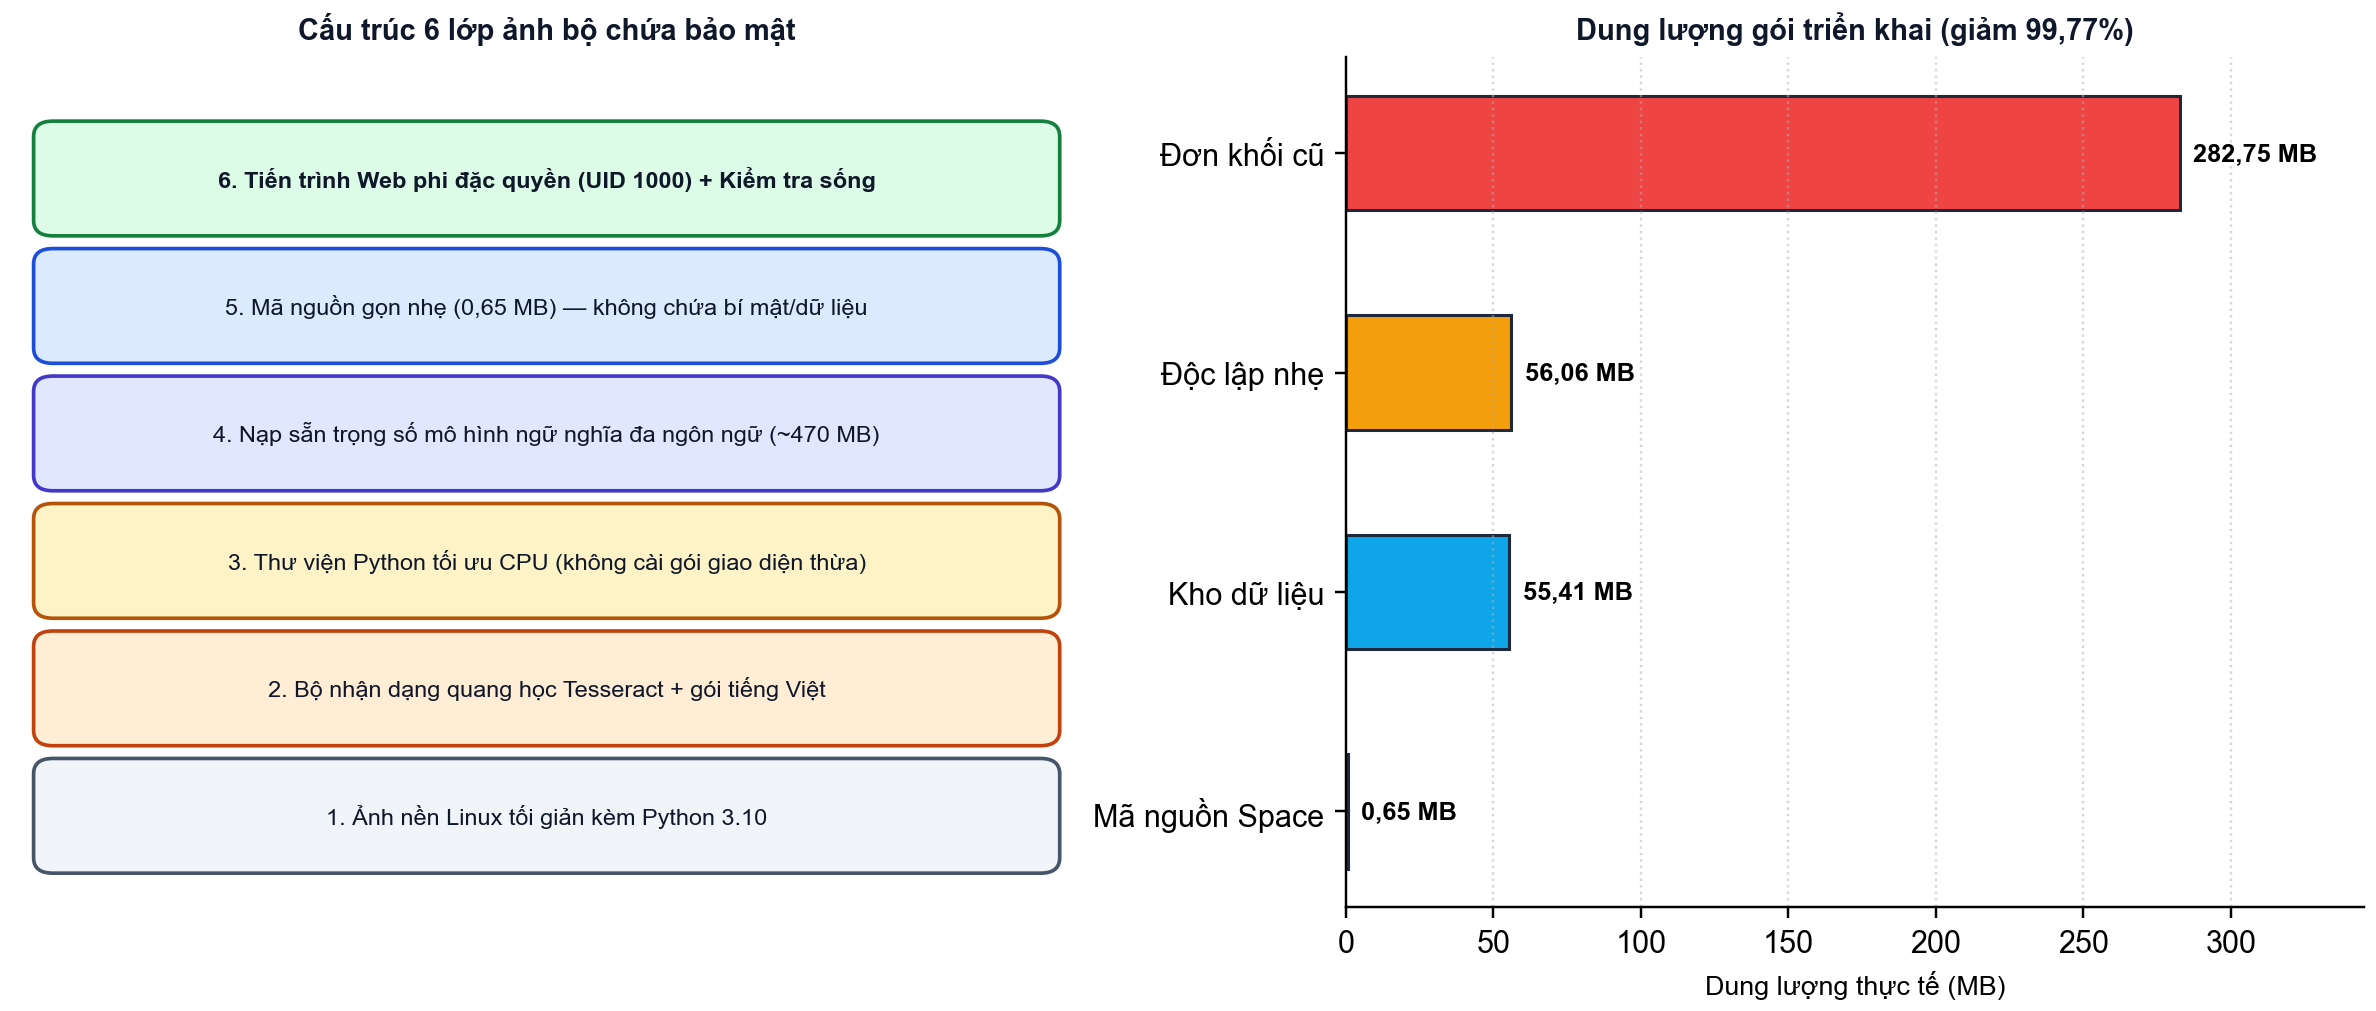 Cấu trúc 6 lớp ảnh bộ chứa bảo mật
6. Tiến trình Web phi đặc quyền (UID 1000) + Kiểm tra sống
5. Mã nguồn gọn nhẹ (0,65 MB) — không chứa bí mật/dữ liệu
4. Nạp sẵn trọng số mô hình ngữ nghĩa đa ngôn ngữ (~470 MB)
3. Thư viện Python tối ưu CPU (không cài gói giao diện thừa)
2. Bộ nhận dạng quang học Tesseract + gói tiếng Việt
1. Ảnh nền Linux tối giản kèm Python 3.10
Dung lượng gói triển khai (giảm 99,77%)
Đơn khối cũ 282,75 MB
Độc lập nhẹ 56,06 MB
Kho dữ liệu 55,41 MB
Mã nguồn Space 0,65 MB
0 50 100 150 200 250 300
Dung lượng thực tế (MB)